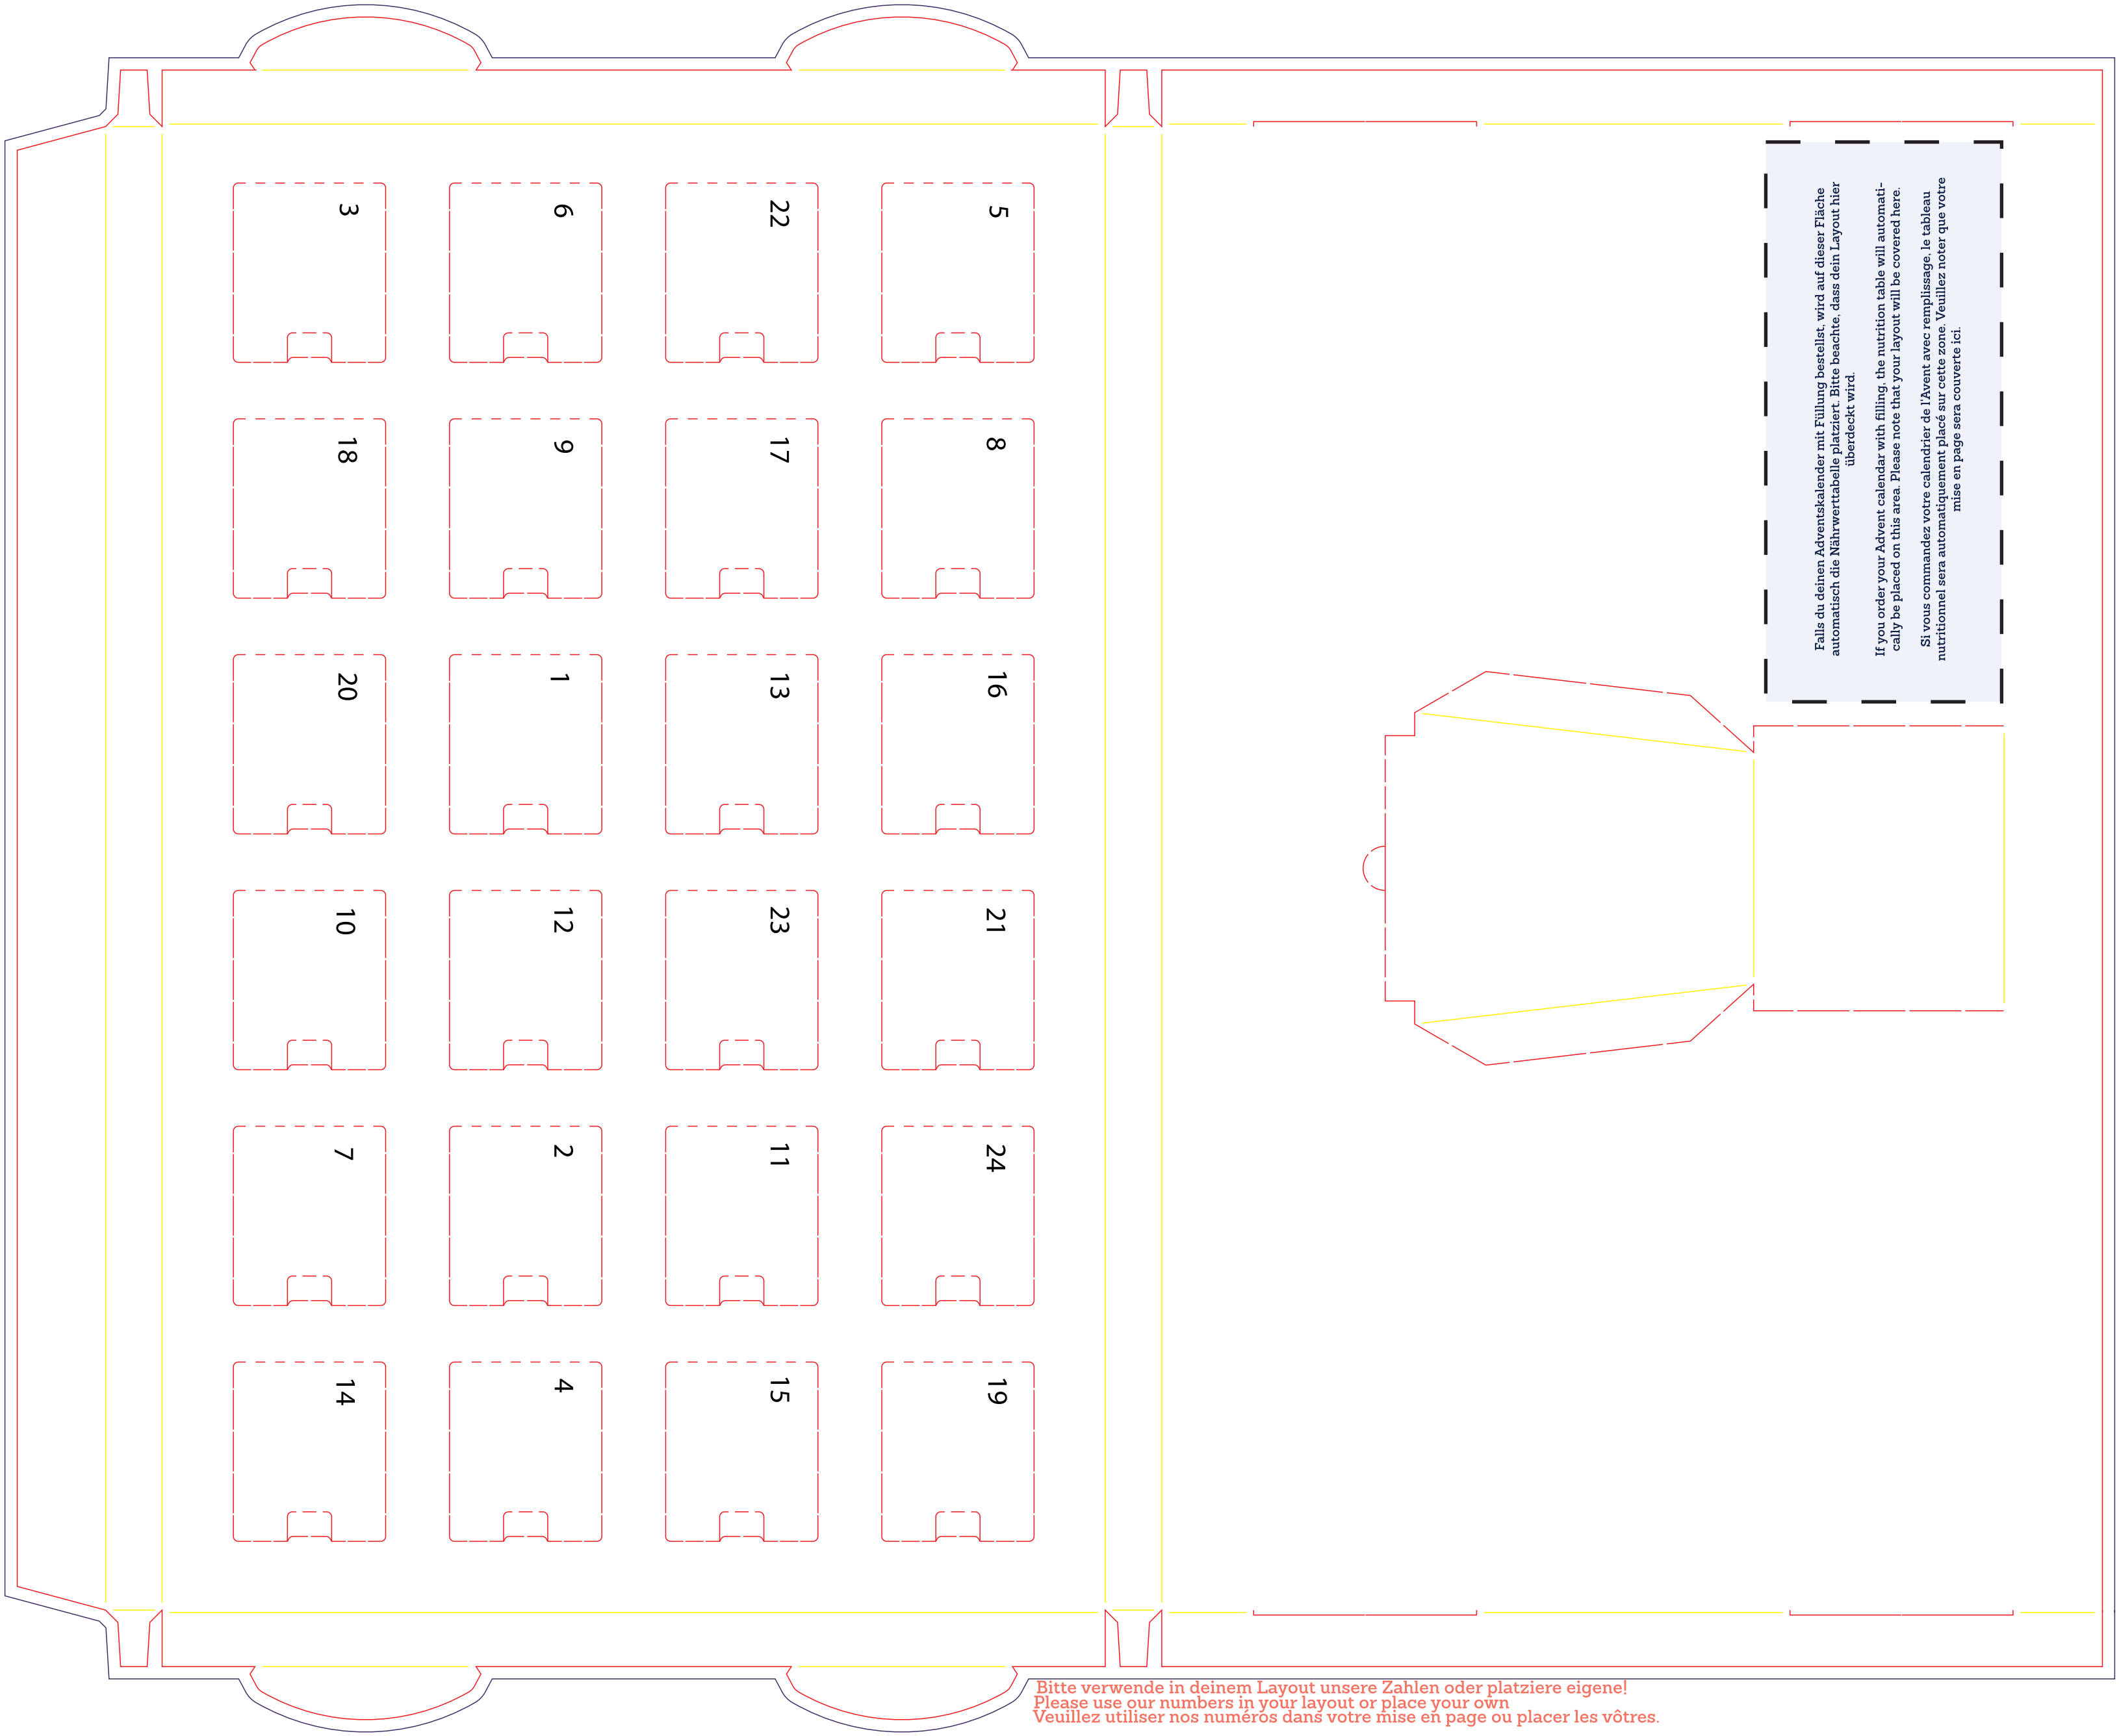 3
6
22
5
18
9
17
8
20
1
13
16
10
12
23
21
7
2
11
24
14
4
15
19
Falls du deinen Adventskalender mit Füllung bestellst, wird auf dieser Fläche
automatisch die Nährwerttabelle platziert. Bitte beachte, dass dein Layout hier
überdeckt wird.
If you order your Advent calendar with filling, the nutrition table will automati-
cally be placed on this area. Please note that your layout will be covered here.
Si vous comandez votre calendrier de l'Avent avec remplissage, le tableau
nutritionnel sera automatiquement placé sur cette zone. Veuillez noter que votre
mise en page sera couverte ici.
Bitte verwende in deinem Layout unsere Zahlen oder platziere eigene!
Please use our numbers in your layout or place your own
Veuillez utiliser nos numéros dans votre mise en page ou placer les vôtres.